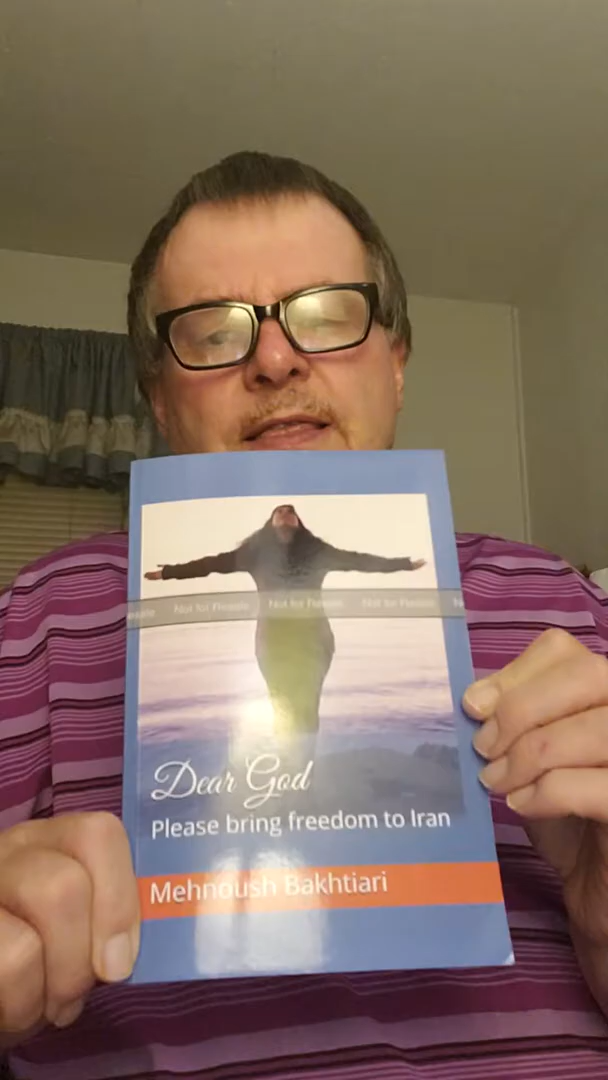 Not for Resale Not for Resale Not for Resale
Dear God
Please bring freedom to Iran
Mehnoush Bakhtiari